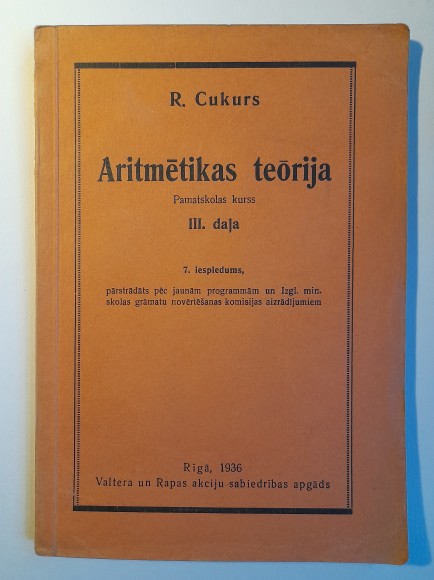 R. Cukurs
Aritmētikas teōrija
Pamatskolas kurss
III. daļa
7. iespiedums,
pārstrādāts pēc jaunām programmām un Izgl. min.
skolas grāmatu novērtēšanas komisijas aizrādījumiem
Rīgā, 1936
Valtera un Rapas akciju sabiedrības apgāds